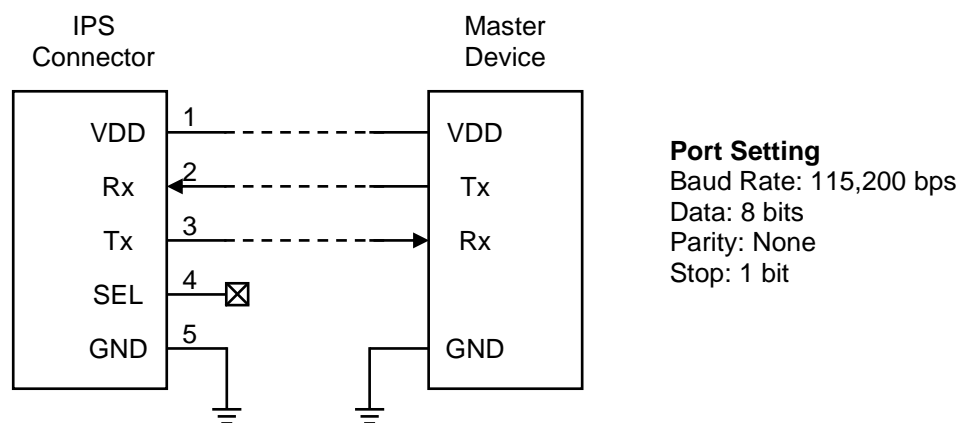 IPS
Connector
Master
Device
VDD
1
VDD
Rx
2
Tx
Tx
3
Rx
SEL
4
GND
5
GND
Port Setting
Baud Rate: 115,200 bps
Data: 8 bits
Parity: None
Stop: 1 bit